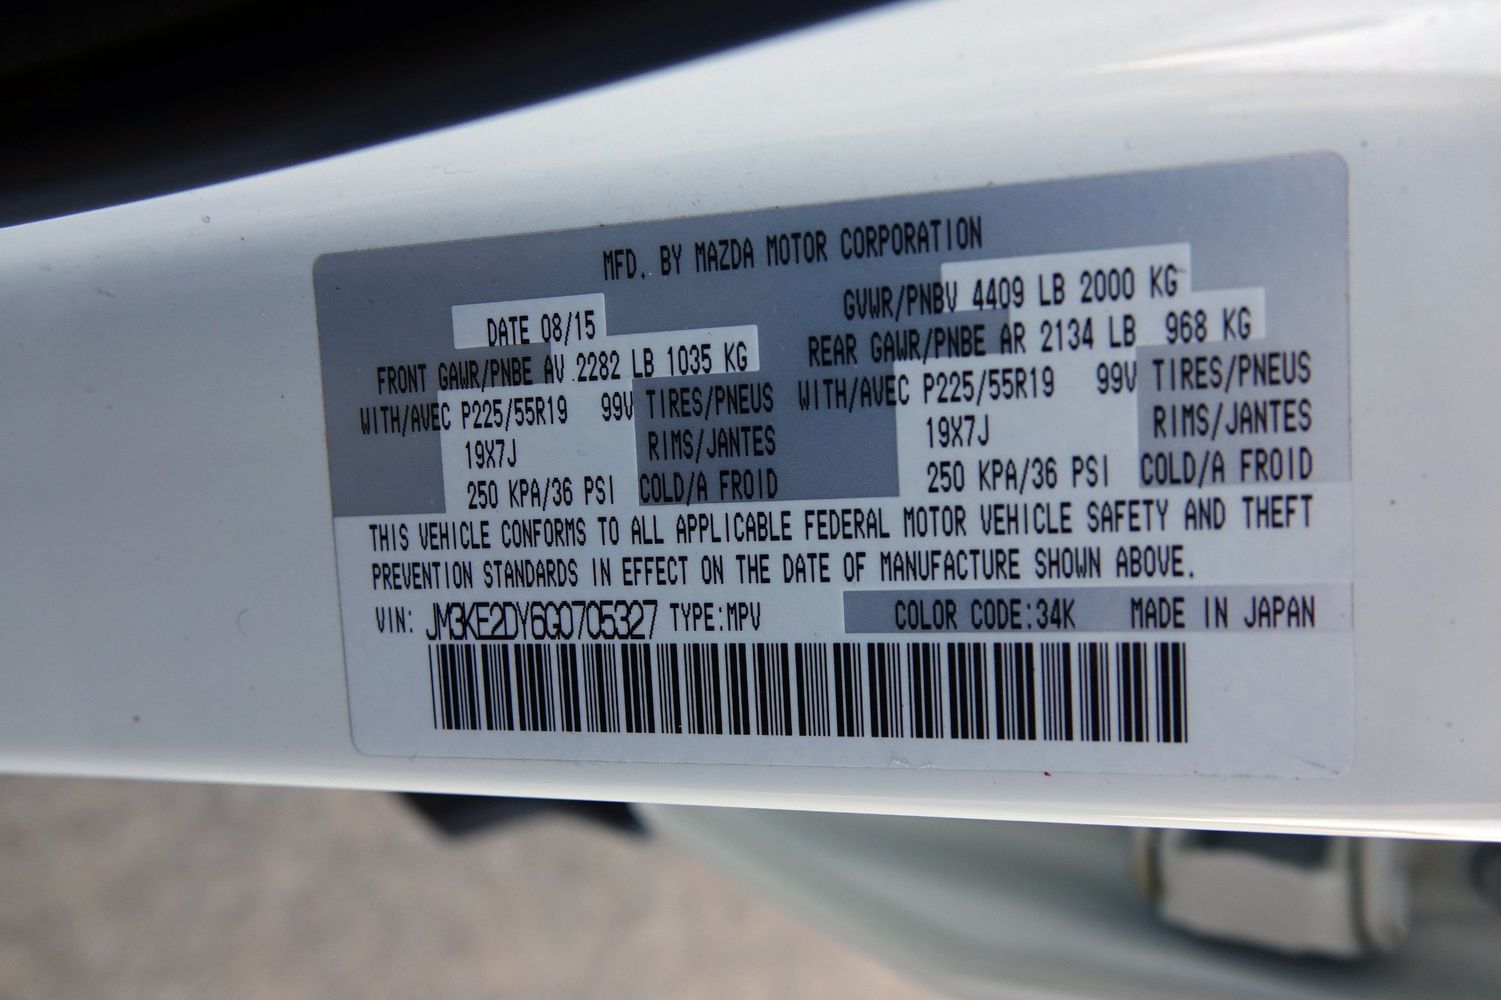 MFD. BY MAZDA MOTOR CORPORATION
DATE 08/15 GVWR/PNBV 4409 LB 2000 KG
FRONT GAWR/PNBE AV 2282 LB 1035 KG REAR GAWR/PNBE AR 2134 LB 968 KG
WITH/AVEC P225/55R19 99V TIRES/PNEUS WITH/AVEC P225/55R19 99V TIRES/PNEUS
19X7J RIMS/JANTES 19X7J RIMS/JANTES
250 KPA/36 PSI COLD/A FROID 250 KPA/36 PSI COLD/A FROID
THIS VEHICLE CONFORMS TO ALL APPLICABLE FEDERAL MOTOR VEHICLE SAFETY AND THEFT
PREVENTION STANDARDS IN EFFECT ON THE DATE OF MANUFACTURE SHOWN ABOVE.
VIN: JM3KE2DY6G0705327 TYPE:MPV COLOR CODE:34K MADE IN JAPAN